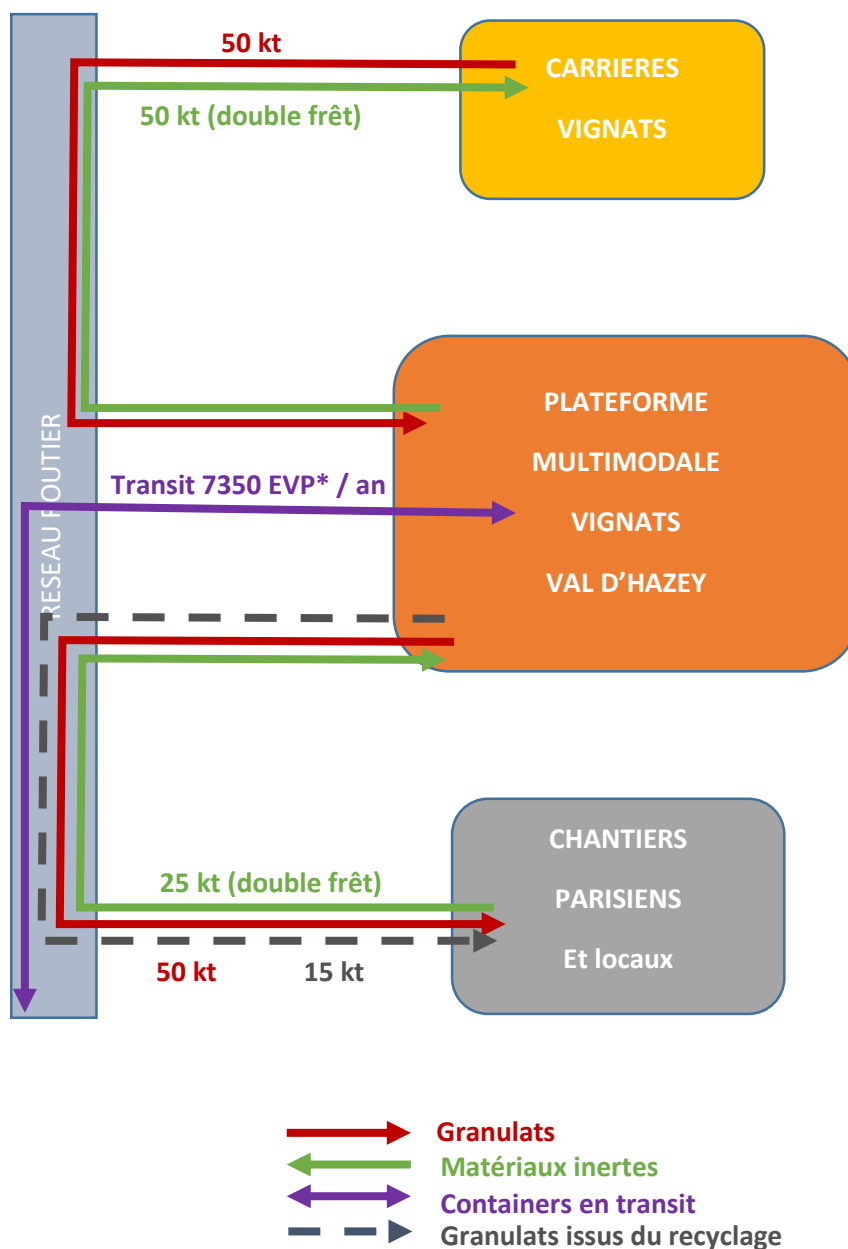 50 kt
CARRIERES
50 kt (double frêt)
VIGNATS
PLATEFORME
RESEAU ROUTIER
MULTIMODALE
Transit 7350 EVP* / an
VIGNATS
VAL D’HAZEY
CHANTIERS
25 kt (double frêt)
PARISIENS
50 kt 15 kt
Et locaux
Granulats
Matériaux inertes
Containers en transit
Granulats issus du recyclage